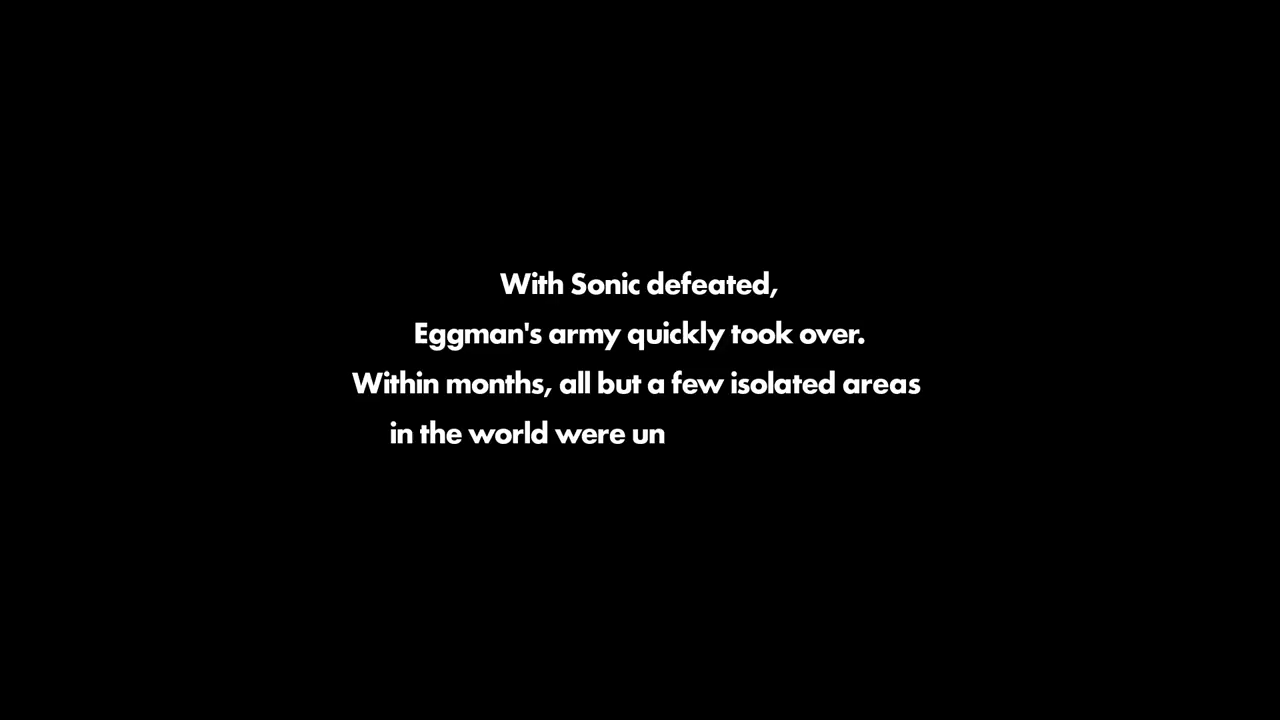 With Sonic defeated,
Eggman's army quickly took over.
Within months, all but a few isolated areas
in the world were un